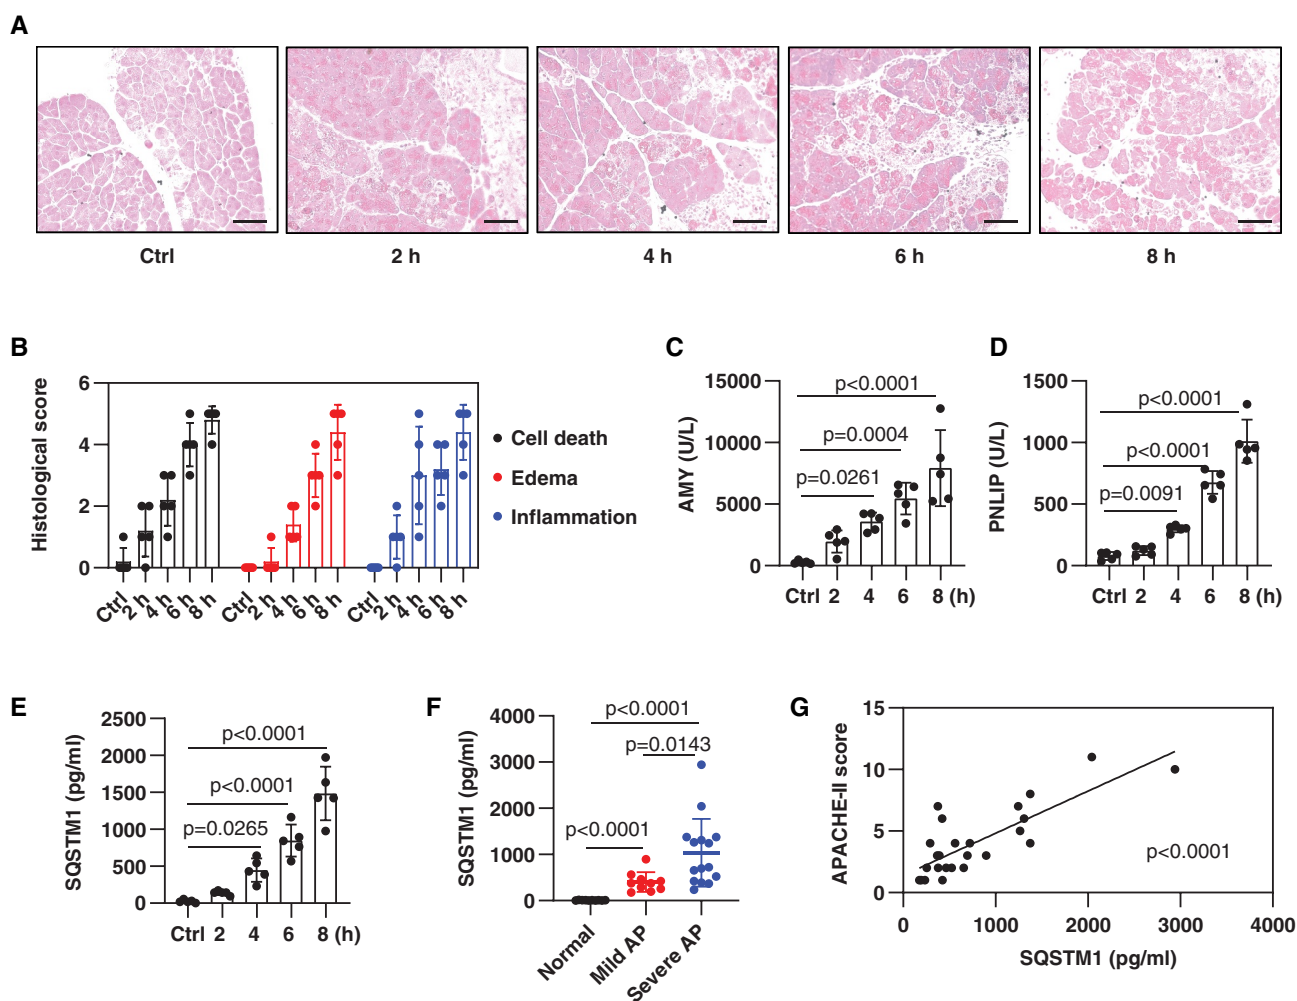 A
Ctrl
2 h
4 h
6 h
8 h
B
Histological score
6
4
2
0
Ctrl
2 h
4 h
6 h
8 h
Ctrl
2 h
4 h
6 h
8 h
Ctrl
2 h
4 h
6 h
8 h
Cell death
Edema
Inflammation
C
AMY (U/L)
15000
10000
5000
0
p<0.0001
p=0.0004
p=0.0261
Ctrl 2 4 6 8 (h)
D
PNLIP (U/L)
1500
1000
500
0
p<0.0001
p<0.0001
p=0.0091
Ctrl 2 4 6 8 (h)
E
SQSTM1 (pg/ml)
2500
2000
1500
1000
500
0
p<0.0001
p<0.0001
p=0.0265
Ctrl 2 4 6 8 (h)
F
SQSTM1 (pg/ml)
4000
3000
2000
1000
0
p<0.0001
p=0.0143
p<0.0001
Normal
Mild AP
Severe AP
G
APACHE-II score
15
10
5
0
p<0.0001
0 1000 2000 3000 4000
SQSTM1 (pg/ml)